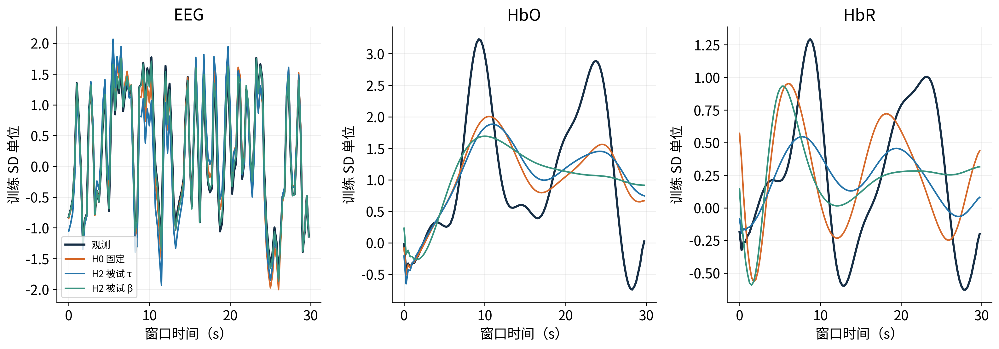 EEG
2.0
1.5
1.0
0.5
0.0
-0.5
-1.0
-1.5
-2.0
训练 SD 单位
0 10 20 30
窗口时间（s）
观测
H0 固定
H2 被试 τ
H2 被试 β
HbO
3.0
2.5
2.0
1.5
1.0
0.5
0.0
-0.5
训练 SD 单位
0 10 20 30
窗口时间（s）
HbR
1.25
1.00
0.75
0.50
0.25
0.00
-0.25
-0.50
训练 SD 单位
0 10 20 30
窗口时间（s）